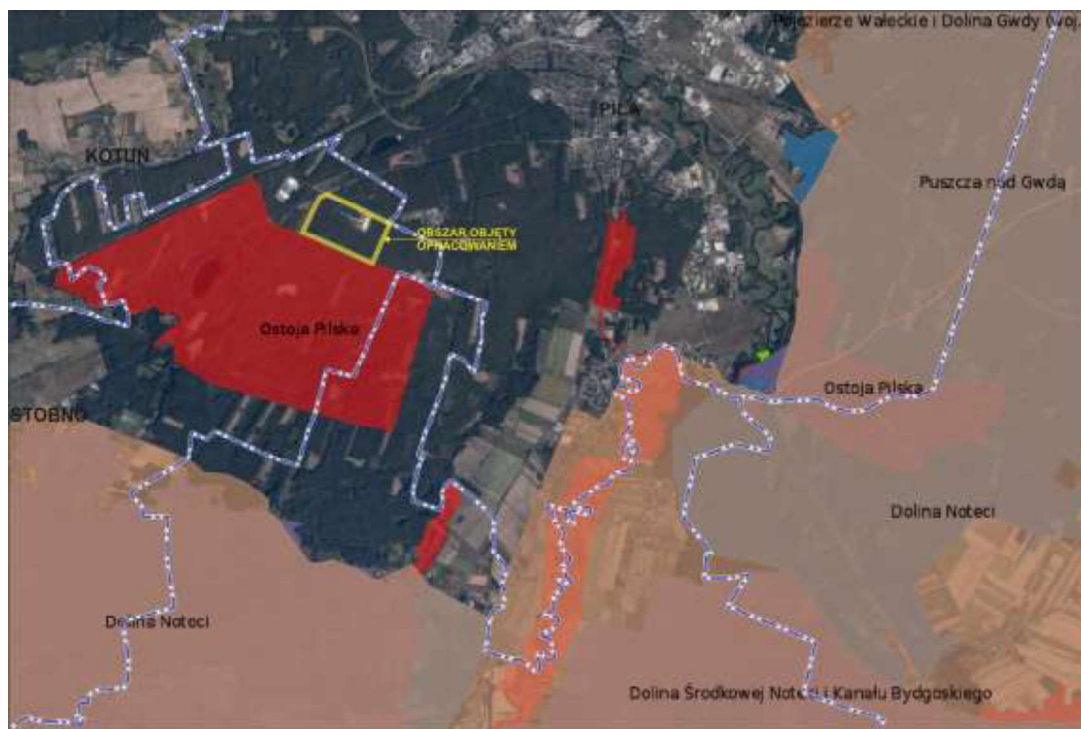 Pojezierze Wałeckie i Dolina Gwdy (woj.
PIŁA
KOTUŃ
Puszcza nad Gwdą
OBSZAR OBJĘTY
OPRACOWANIEM
Ostoja Pilska
Ostoja Pilska
STOBNO
Dolina Noteci
Dolina Noteci
Dolina Środkowej Noteci i Kanału Bydgoskiego